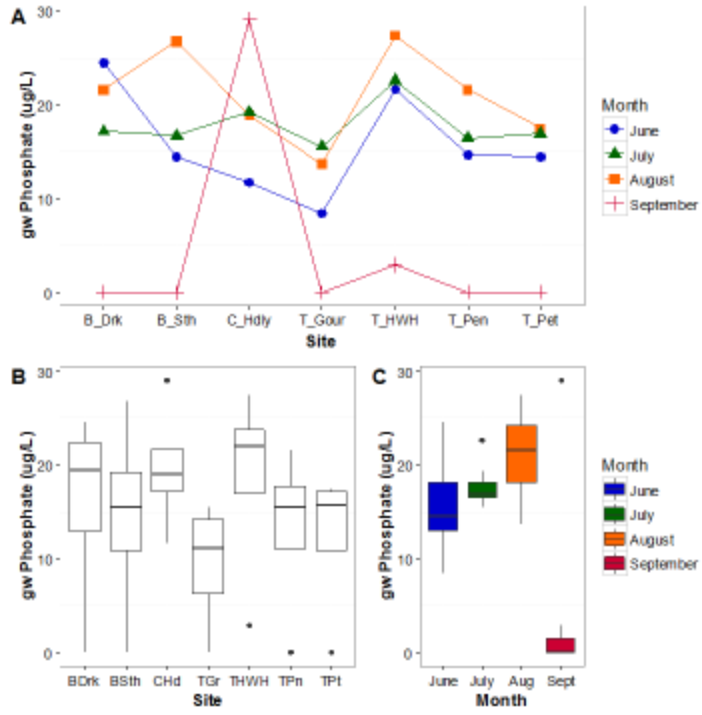 A
gw Phosphate (ug/L)
30
20
10
0
B_Drk B_Sth C_Hdly T_Gour T_HWH T_Pen T_Pet
Site
Month
June
July
August
September
B
gw Phosphate (ug/L)
30
20
10
0
BDrk BSth CHd TGr THWH TPn TPt
Site
C
gw Phosphate (ug/L)
30
20
10
0
June July Aug Sept
Month
Month
June
July
August
September